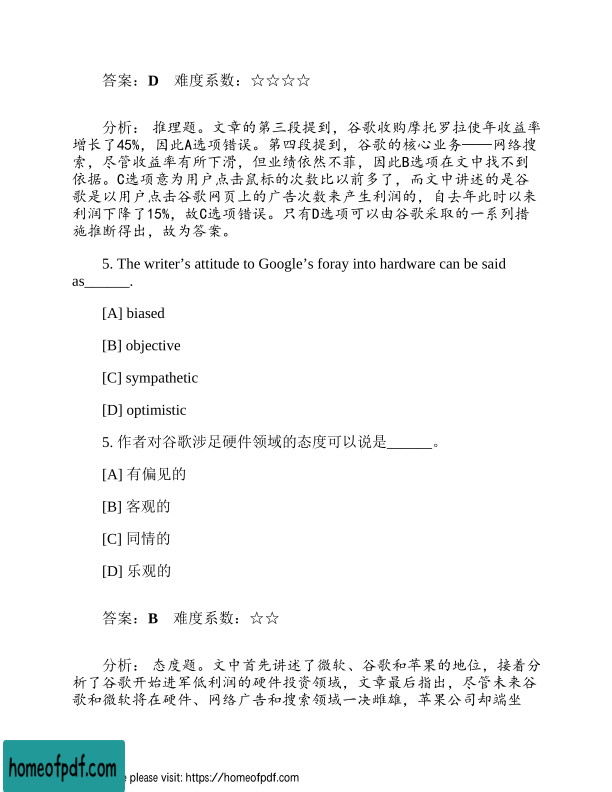 答案：D 难度系数：☆☆☆☆
分析： 推理题。文章的第三段提到，谷歌收购摩托罗拉使年收益率
增长了45%，因此A选项错误。第四段提到，谷歌的核心业务——网络搜
索，尽管收益率有所下滑，但业绩依然不菲，因此B选项在文中找不到
依据。C选项意为用户点击鼠标的次数比以前多了，而文中讲述的是谷
歌是以用户点击谷歌网页上的广告次数来产生利润的，自去年此时以来
利润下降了15%，故C选项错误。只有D选项可以由谷歌采取的一系列措
施推断得出，故为答案。
5. The writer’s attitude to Google’s foray into hardware can be said
as______.
[A] biased
[B] objective
[C] sympathetic
[D] optimistic
5. 作者对谷歌涉足硬件领域的态度可以说是______。
[A] 有偏见的
[B] 客观的
[C] 同情的
[D] 乐观的
答案：B 难度系数：☆☆
分析： 态度题。文中首先讲述了微软、谷歌和苹果的地位，接着分
析了谷歌开始进军低利润的硬件投资领域，文章最后指出，尽管未来谷
歌和微软将在硬件、网络广告和搜索领域一决雌雄，苹果公司却端坐
homeofpdf.com
please visit: https://homeofpdf.com